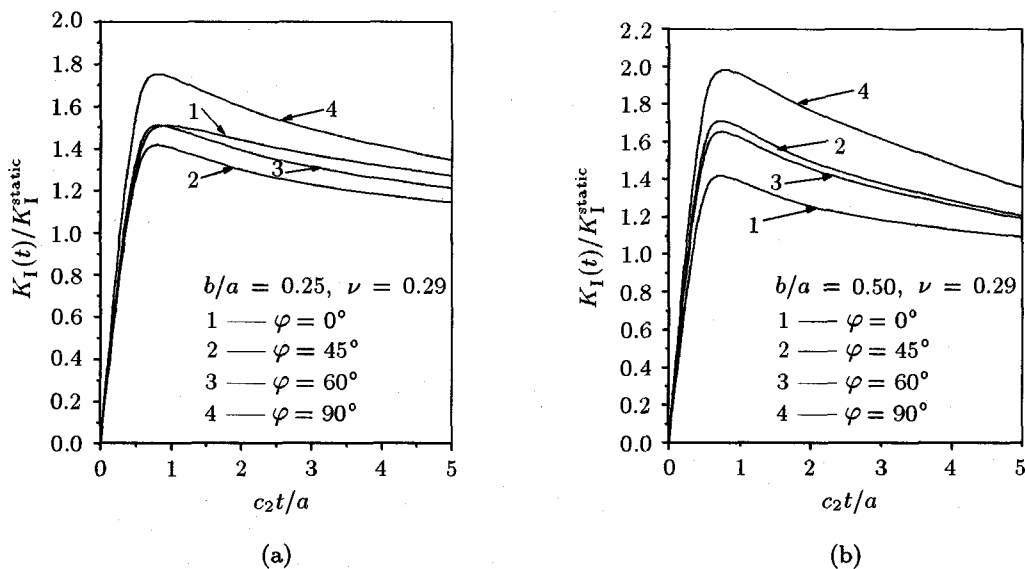 2.0
1.8
1.6
1.4
1.2
1.0
0.8
0.6
0.4
0.2
0.0
K_I(t)/K_I^static
1
2
3
4
b/a = 0.25, ν = 0.29
1 — φ = 0°
2 — φ = 45°
3 — φ = 60°
4 — φ = 90°
0 1 2 3 4 5
c₂t/a
(a)
2.2
2.0
1.8
1.6
1.4
1.2
1.0
0.8
0.6
0.4
0.2
0.0
K_I(t)/K_I^static
4
2
3
1
b/a = 0.50, ν = 0.29
1 — φ = 0°
2 — φ = 45°
3 — φ = 60°
4 — φ = 90°
0 1 2 3 4 5
c₂t/a
(b)